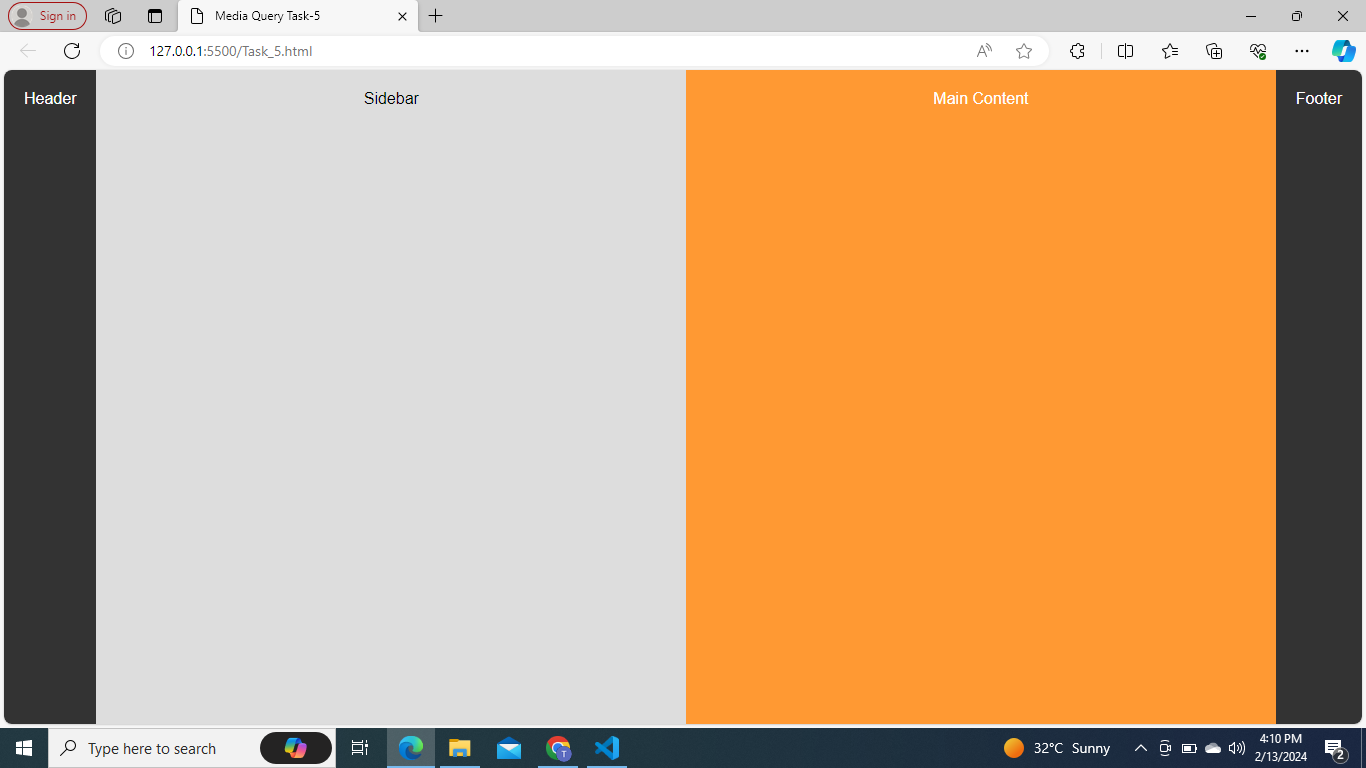 Sign in
Media Query Task-5
127.0.0.1:5500/Task_5.html
Header
Sidebar
Main Content
Footer
Type here to search
T
32°C Sunny
4:10 PM
2/13/2024
2